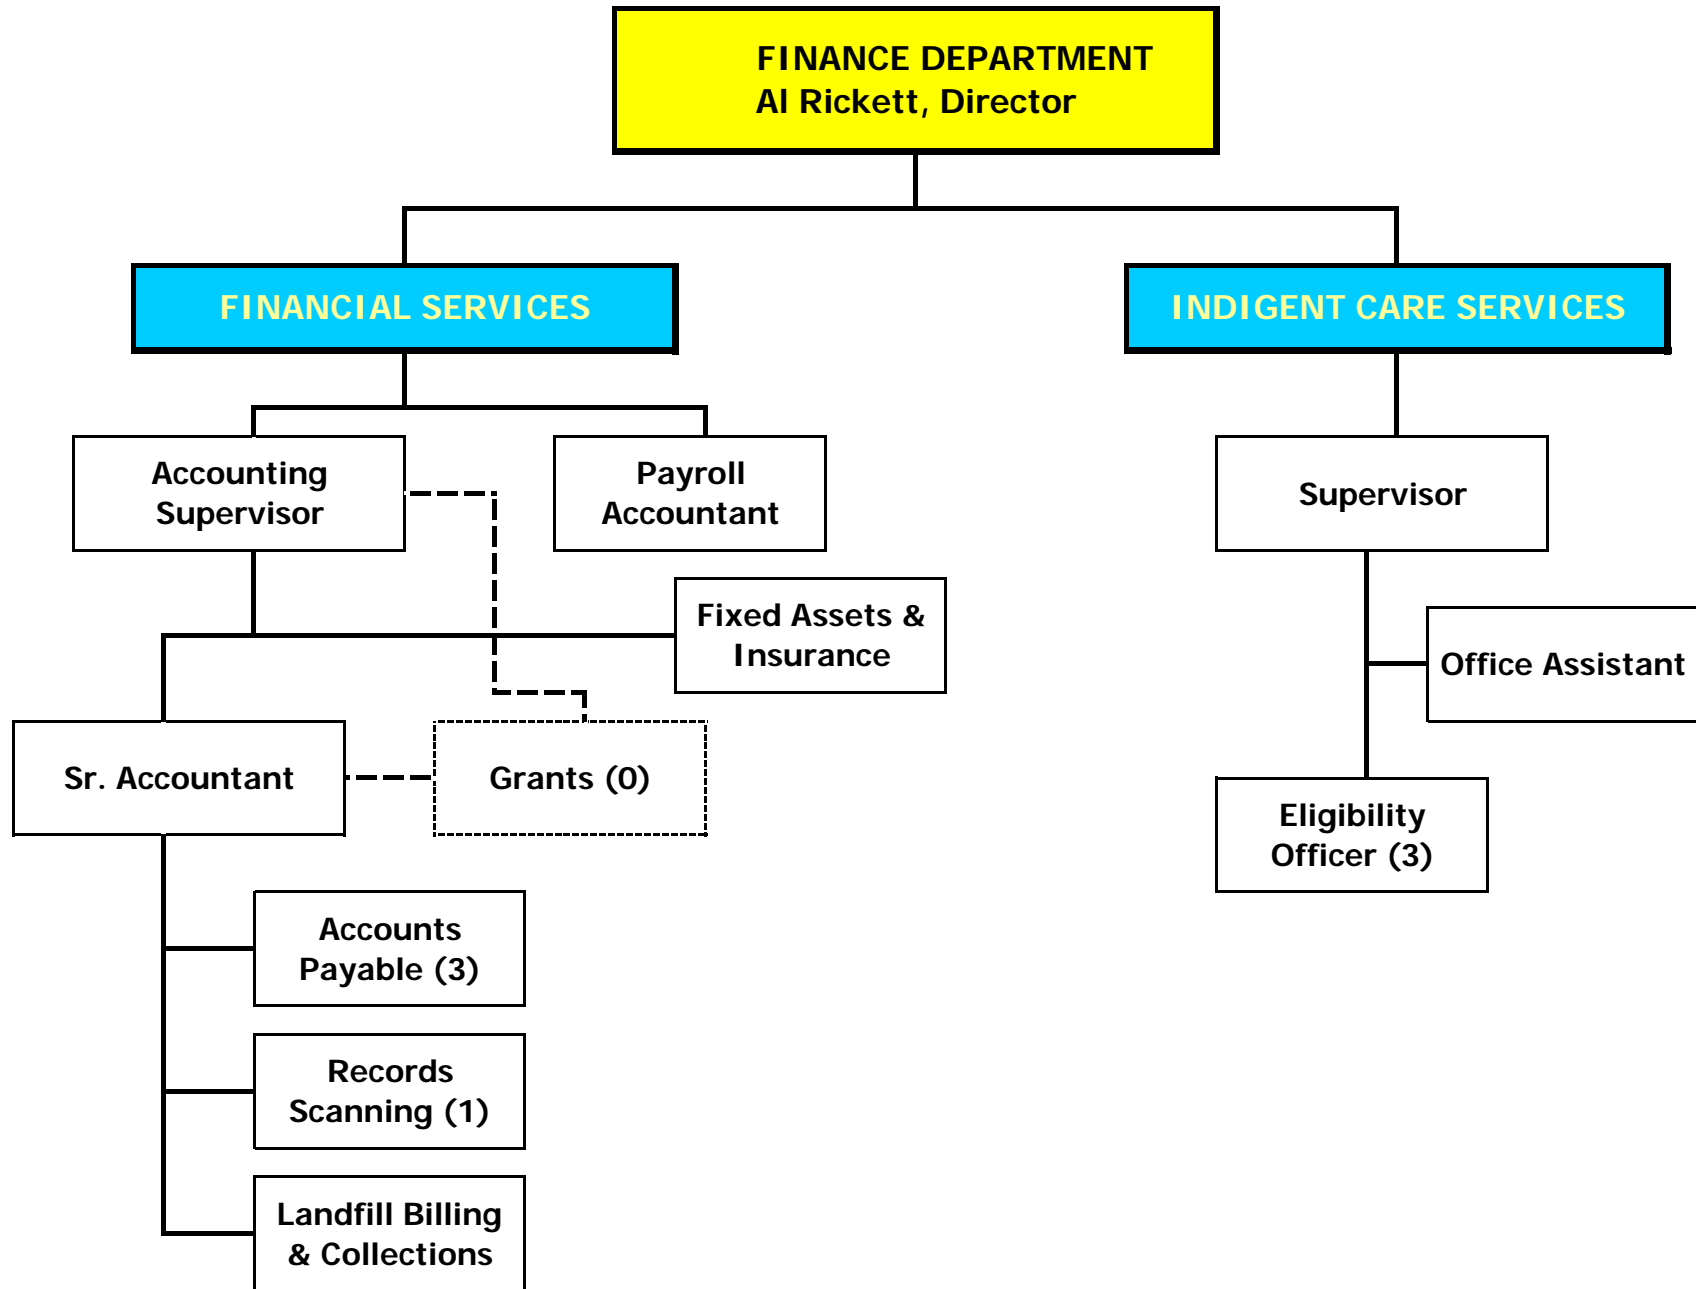 FINANCE DEPARTMENT
Al Rickett, Director
FINANCIAL SERVICES
INDIGENT CARE SERVICES
Accounting
Supervisor
Payroll
Accountant
Supervisor
Fixed Assets &
Insurance
Office Assistant
Sr. Accountant
Grants (0)
Eligibility
Officer (3)
Accounts
Payable (3)
Records
Scanning (1)
Landfill Billing
& Collections